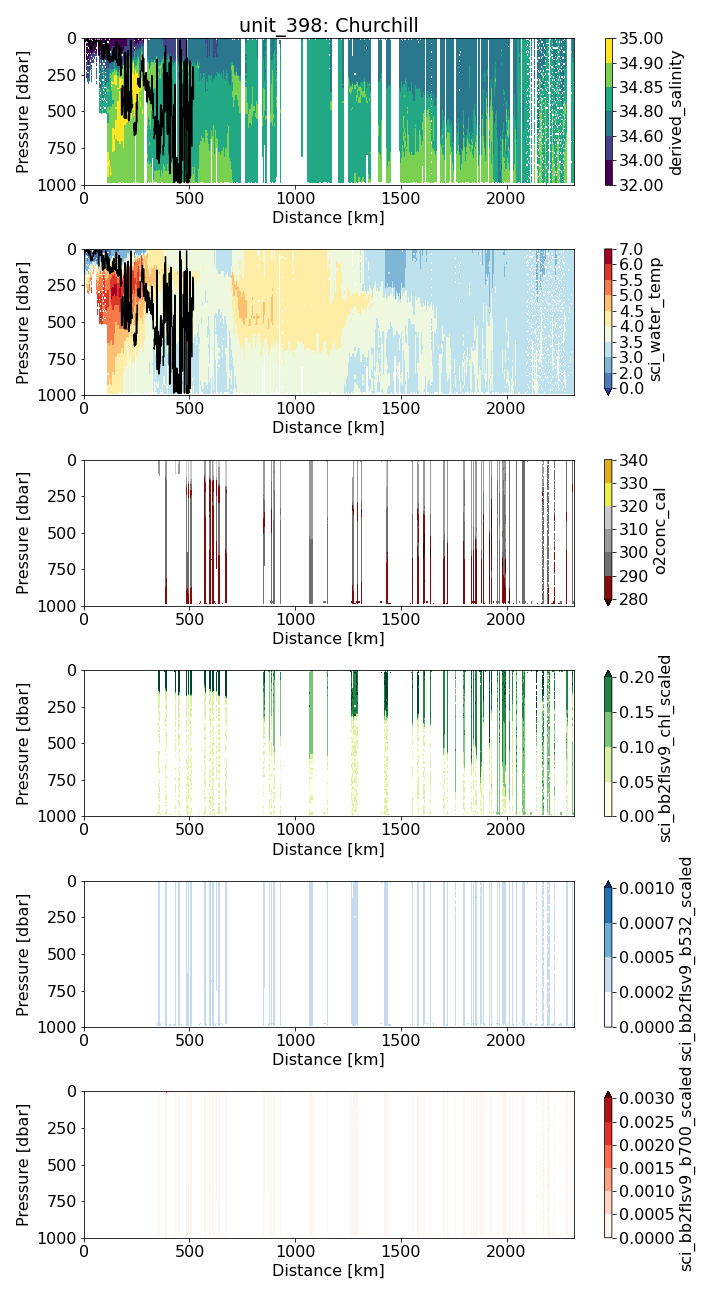 unit_398: Churchill
0
250
500
750
1000
Pressure [dbar]
0 500 1000 1500 2000
Distance [km]
35.00
34.90
34.85
34.80
34.60
34.00
32.00
derived_salinity
0
250
500
750
1000
Pressure [dbar]
0 500 1000 1500 2000
Distance [km]
7.0
6.0
5.5
5.0
4.5
4.0
3.5
3.0
2.0
0.0
sci_water_temp
0
250
500
750
1000
Pressure [dbar]
0 500 1000 1500 2000
Distance [km]
340
330
320
310
300
290
280
o2conc_cal
0
250
500
750
1000
Pressure [dbar]
0 500 1000 1500 2000
Distance [km]
0.20
0.15
0.10
0.05
0.00
sci_bb2flsv9_chl_scaled
0
250
500
750
1000
Pressure [dbar]
0 500 1000 1500 2000
Distance [km]
0.0010
0.0007
0.0005
0.0002
0.0000
sci_bb2flsv9_b532_scaled
0
250
500
750
1000
Pressure [dbar]
0 500 1000 1500 2000
Distance [km]
0.0030
0.0025
0.0020
0.0015
0.0010
0.0005
0.0000
sci_bb2flsv9_b700_scaled